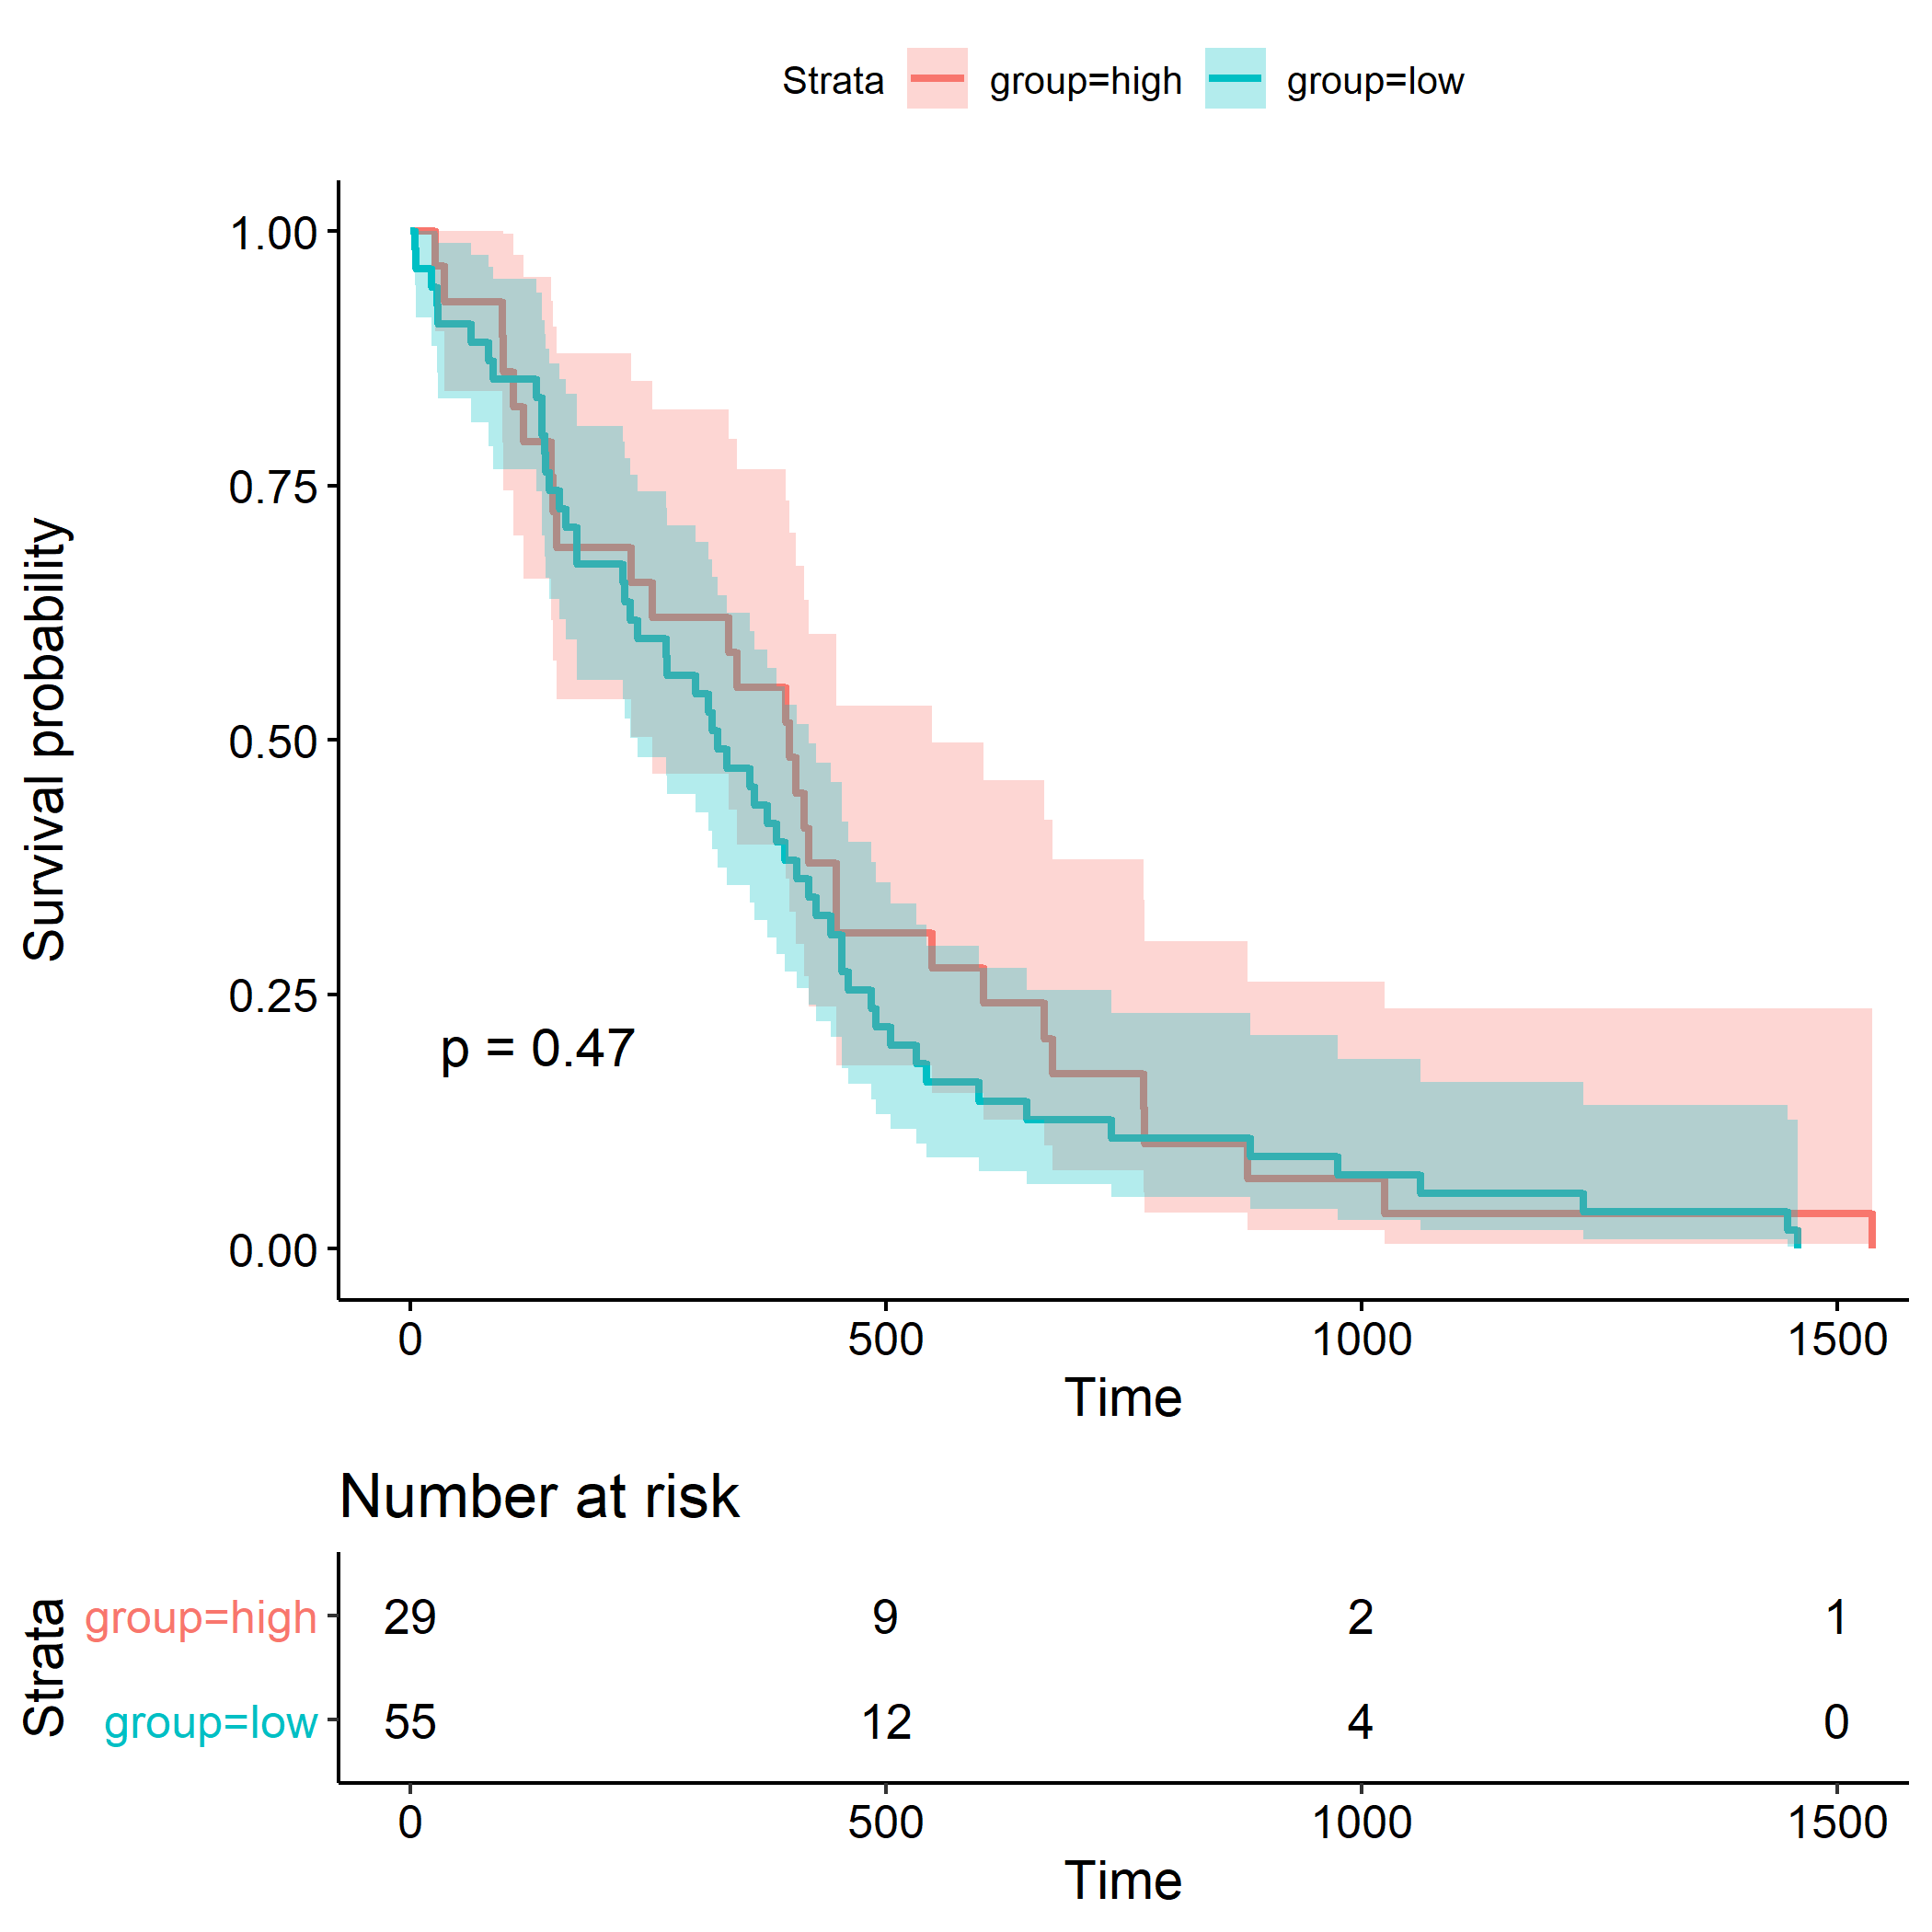 Strata group=high group=low
Survival probability
1.00
0.75
0.50
0.25
0.00
p = 0.47
0 500 1000 1500
Time
Number at risk
Strata
group=high 29 9 2 1
group=low 55 12 4 0
0 500 1000 1500
Time